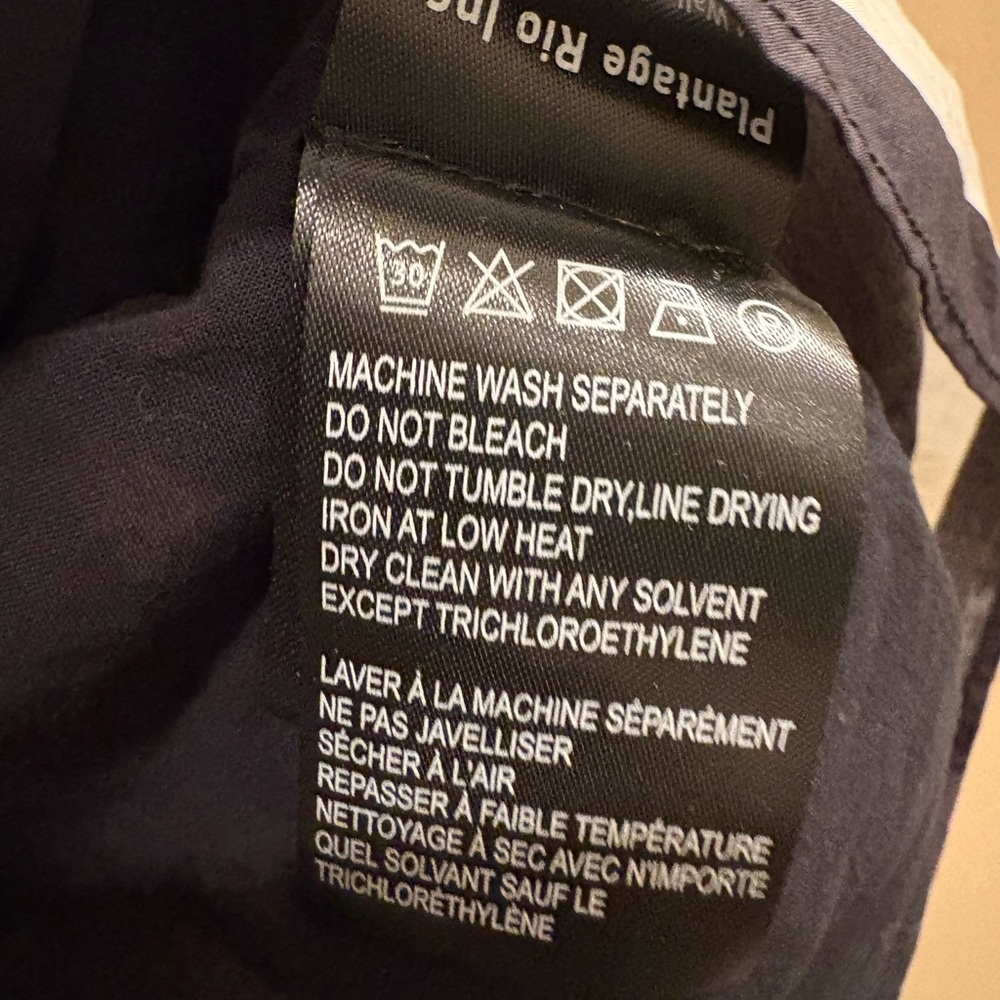 Plantage Rio Inc
30
P
MACHINE WASH SEPARATELY
DO NOT BLEACH
DO NOT TUMBLE DRY,LINE DRYING
IRON AT LOW HEAT
DRY CLEAN WITH ANY SOLVENT
EXCEPT TRICHLOROETHYLENE
LAVER À LA MACHINE SÉPARÉMENT
NE PAS JAVELLISER
SÉCHER À L'AIR
REPASSER À FAIBLE TEMPÉRATURE
NETTOYAGE À SEC AVEC N'IMPORTE
QUEL SOLVANT SAUF LE
TRICHLORÉTHYLÈNE